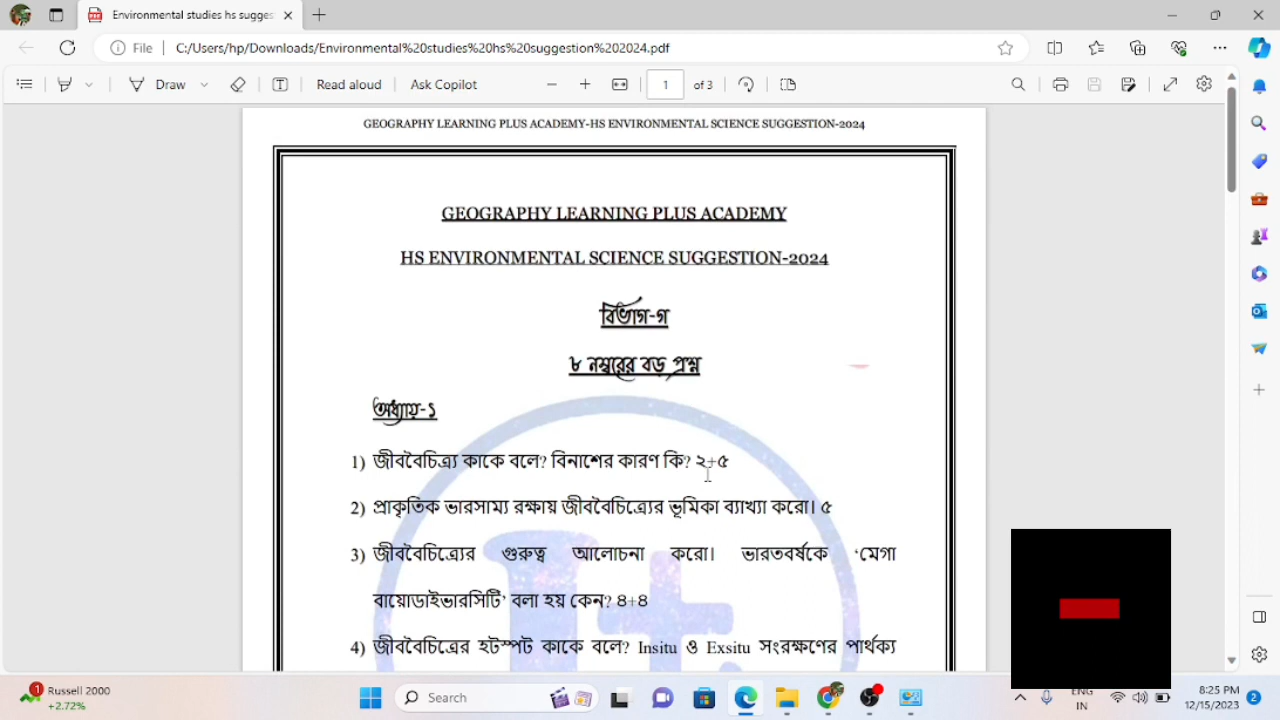 Environmental studies hs sugges
File
C:/Users/hp/Downloads/Environmental%20studies%20hs%20suggestion%202024.pdf
Draw
Read aloud
Ask Copilot
1 of 3
GEOGRAPHY LEARNING PLUS ACADEMY-HS ENVIRONMENTAL SCIENCE SUGGESTION-2024
GEOGRAPHY LEARNING PLUS ACADEMY
HS ENVIRONMENTAL SCIENCE SUGGESTION-2024
বিভাগ-গ
৮ নম্বরের বড় প্রশ্ন
অধ্যায়-১
1) জীববৈচিত্র্য কাকে বলে? বিনাশের কারণ কি? ২+৫
2) প্রাকৃতিক ভারসাম্য রক্ষায় জীববৈচিত্র্যের ভূমিকা ব্যাখ্যা করো। ৫
3) জীববৈচিত্র্যের গুরুত্ব আলোচনা করো। ভারতবর্ষকে ‘মেগা
বায়োডাইভারসিটি’ বলা হয় কেন? ৪+৪
4) জীববৈচিত্রের হটস্পট কাকে বলে? Insitu ও Exsitu সংরক্ষণের পার্থক্য
1 Russell 2000
+2.72%
Search
ENG
IN
8:25 PM
12/15/2023
2